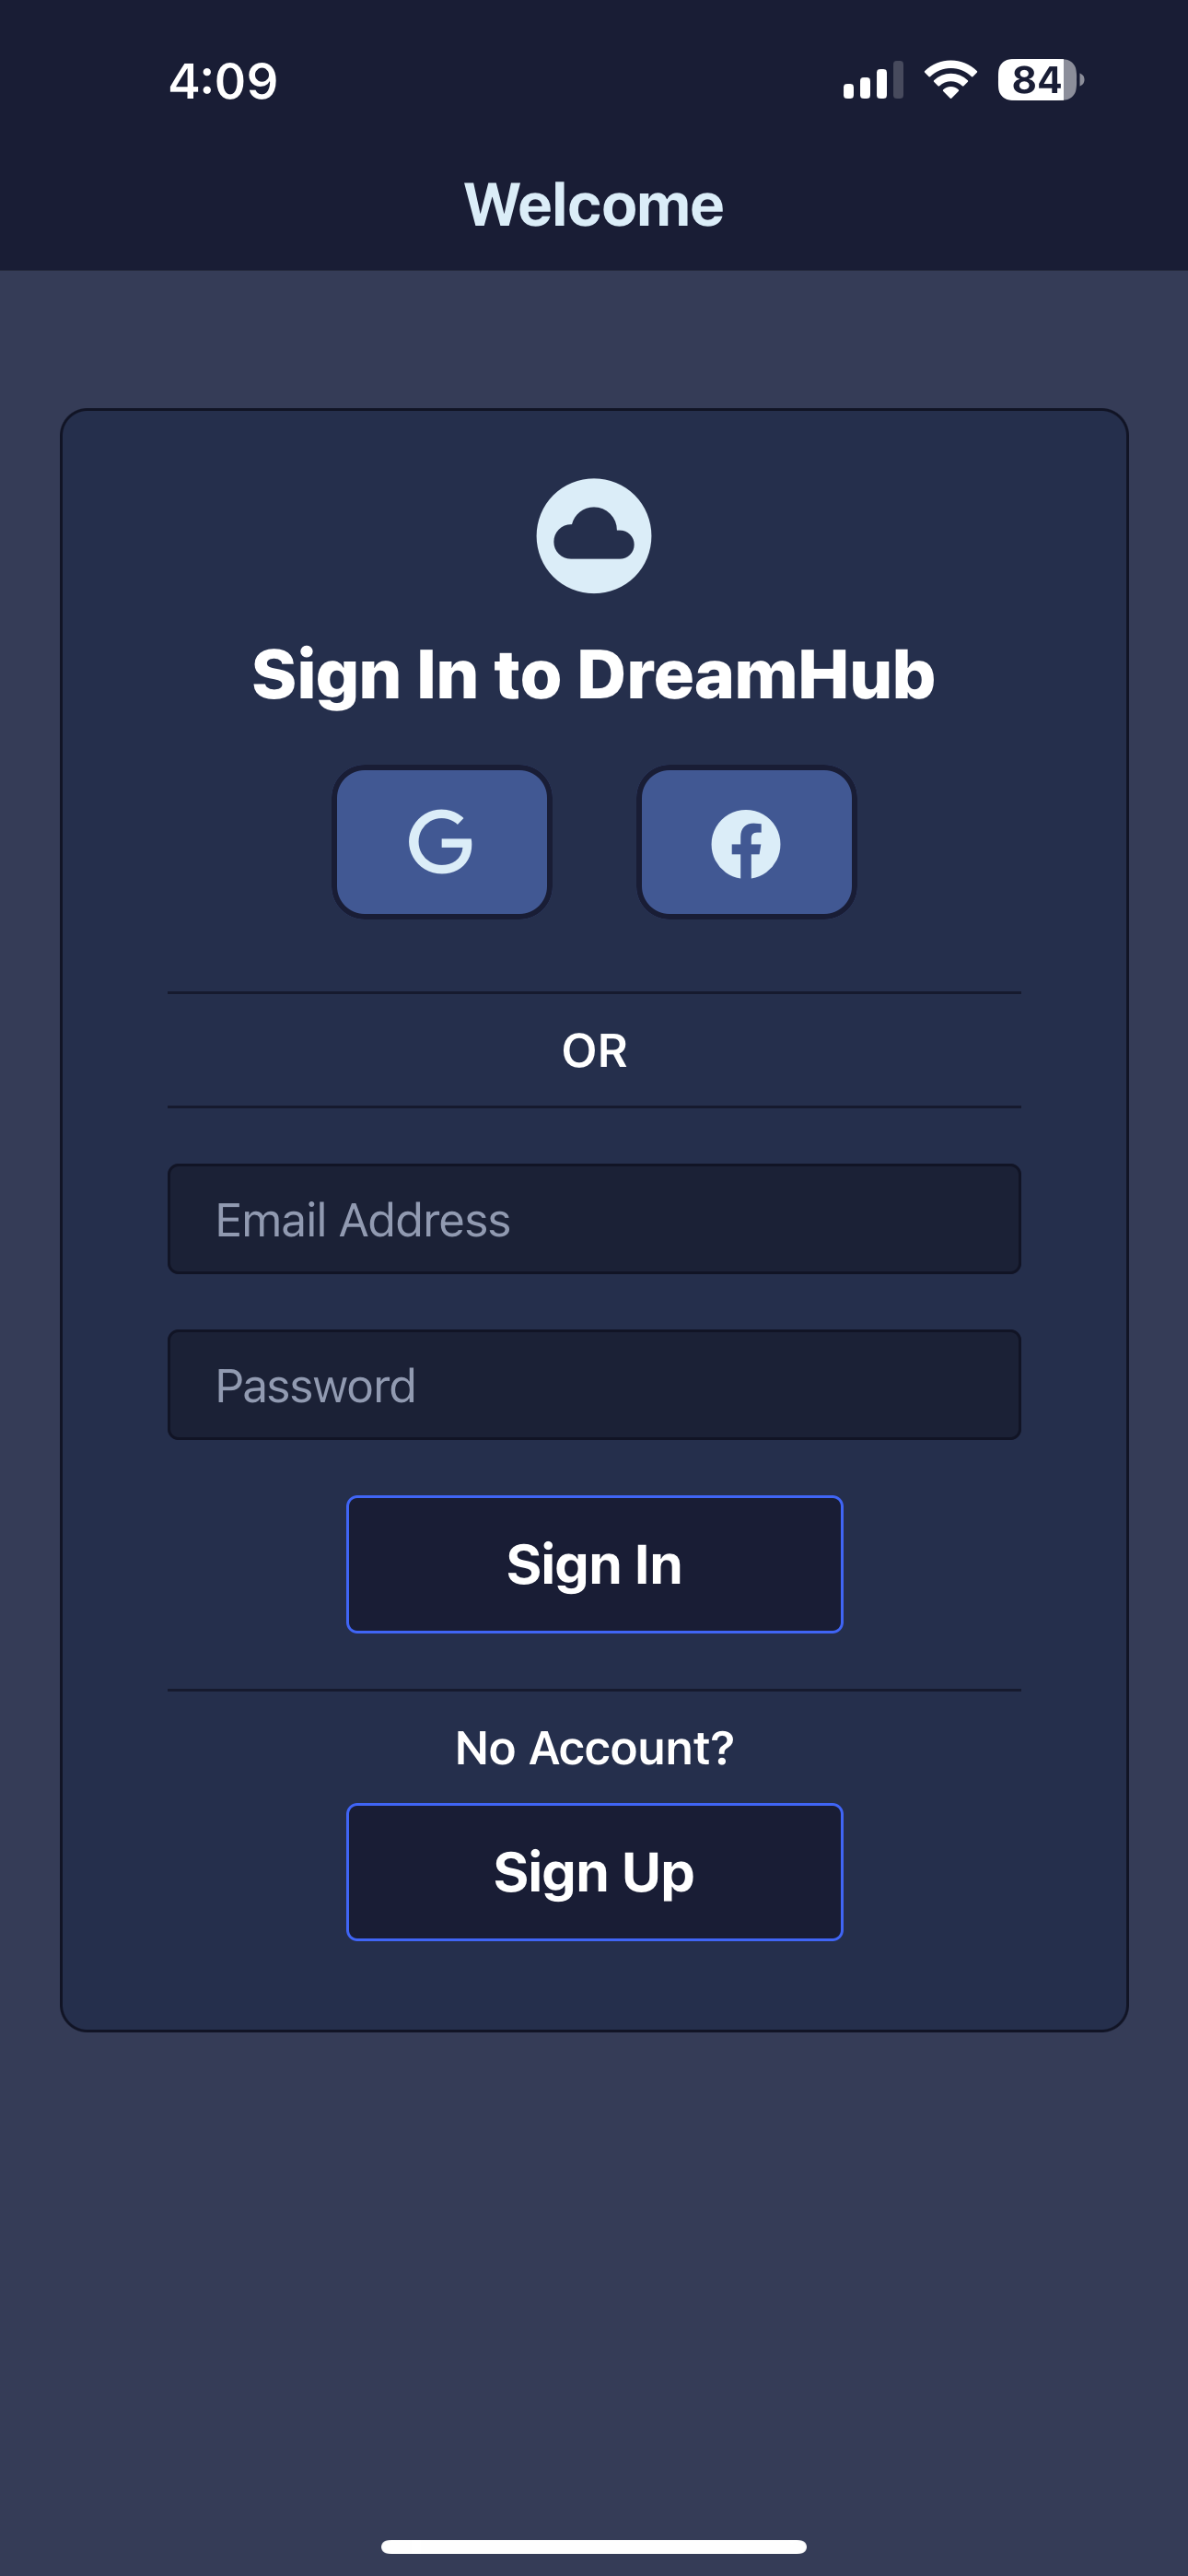 4:09
84
Welcome
Sign In to DreamHub
OR
Email Address
Password
Sign In
No Account?
Sign Up